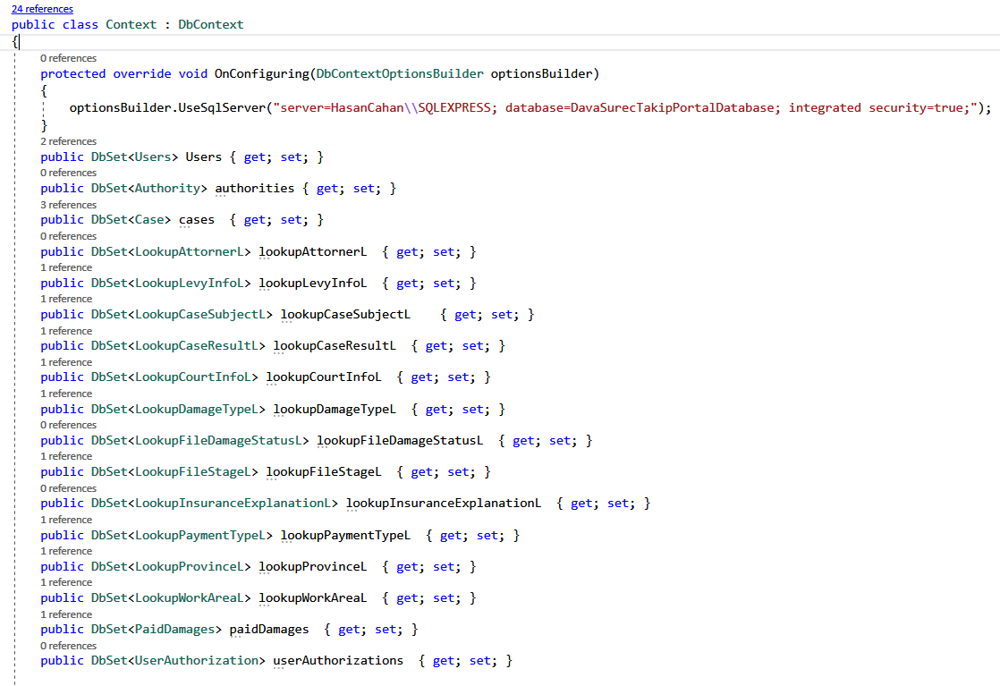 24 references
public class Context : DbContext
{
0 references
protected override void OnConfiguring(DbContextOptionsBuilder optionsBuilder)
{
optionsBuilder.UseSqlServer("server=HasanCahan\\SQLEXPRESS; database=DavaSurecTakipPortalDatabase; integrated security=true;");
}
2 references
public DbSet<Users> Users { get; set; }
0 references
public DbSet<Authority> authorities { get; set; }
3 references
public DbSet<Case> cases  { get; set; }
0 references
public DbSet<LookupAttornerL> lookupAttornerL  { get; set; }
1 reference
public DbSet<LookupLevyInfoL> lookupLevyInfoL  { get; set; }
1 reference
public DbSet<LookupCaseSubjectL> lookupCaseSubjectL    { get; set; }
1 reference
public DbSet<LookupCaseResultL> lookupCaseResultL  { get; set; }
1 reference
public DbSet<LookupCourtInfoL> lookupCourtInfoL  { get; set; }
1 reference
public DbSet<LookupDamageTypeL> lookupDamageTypeL  { get; set; }
0 references
public DbSet<LookupFileDamageStatusL> lookupFileDamageStatusL  { get; set; }
1 reference
public DbSet<LookupFileStageL> lookupFileStageL  { get; set; }
0 references
public DbSet<LookupInsuranceExplanationL> lookupInsuranceExplanationL  { get; set; }
1 reference
public DbSet<LookupPaymentTypeL> lookupPaymentTypeL  { get; set; }
1 reference
public DbSet<LookupProvinceL> lookupProvinceL  { get; set; }
1 reference
public DbSet<LookupWorkAreaL> lookupWorkAreaL  { get; set; }
1 reference
public DbSet<PaidDamages> paidDamages  { get; set; }
0 references
public DbSet<UserAuthorization> userAuthorizations  { get; set; }